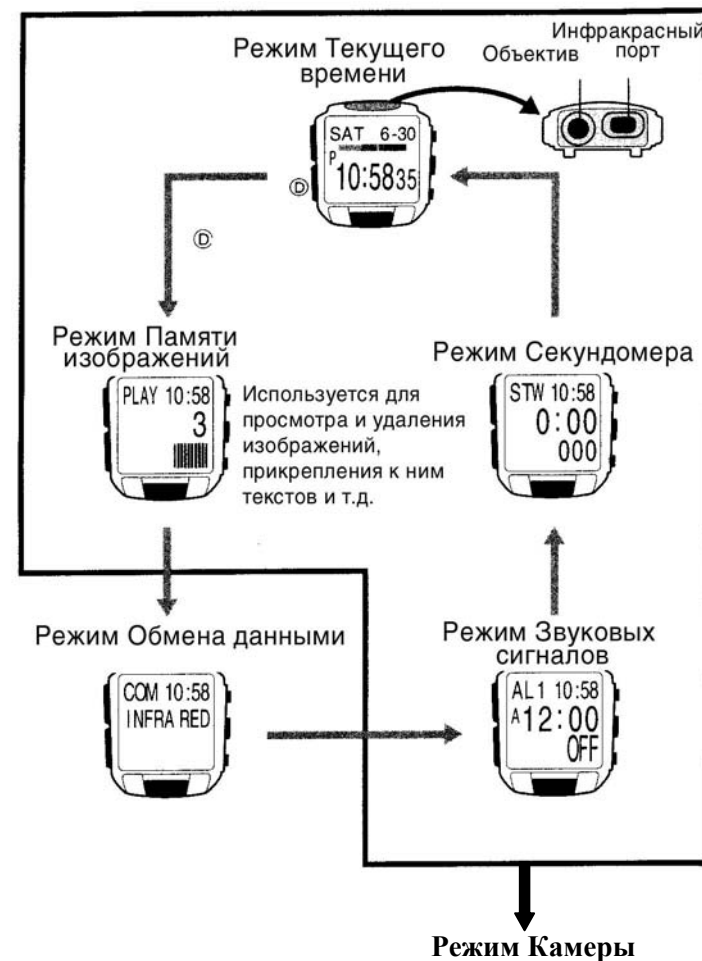 Режим Текущего
времени
Объектив
Инфракрасный
порт
SAT 6-30
P 10:58 35
Ⓓ
Ⓓ
Режим Памяти
изображений
PLAY 10:58
3
Используется для
просмотра и удаления
изображений,
прикрепления к ним
текстов и т.д.
Режим Секундомера
STW 10:58
0:00
000
Режим Обмена данными
COM 10:58
INFRA RED
Режим Звуковых
сигналов
AL1 10:58
A 12:00
OFF
Режим Камеры